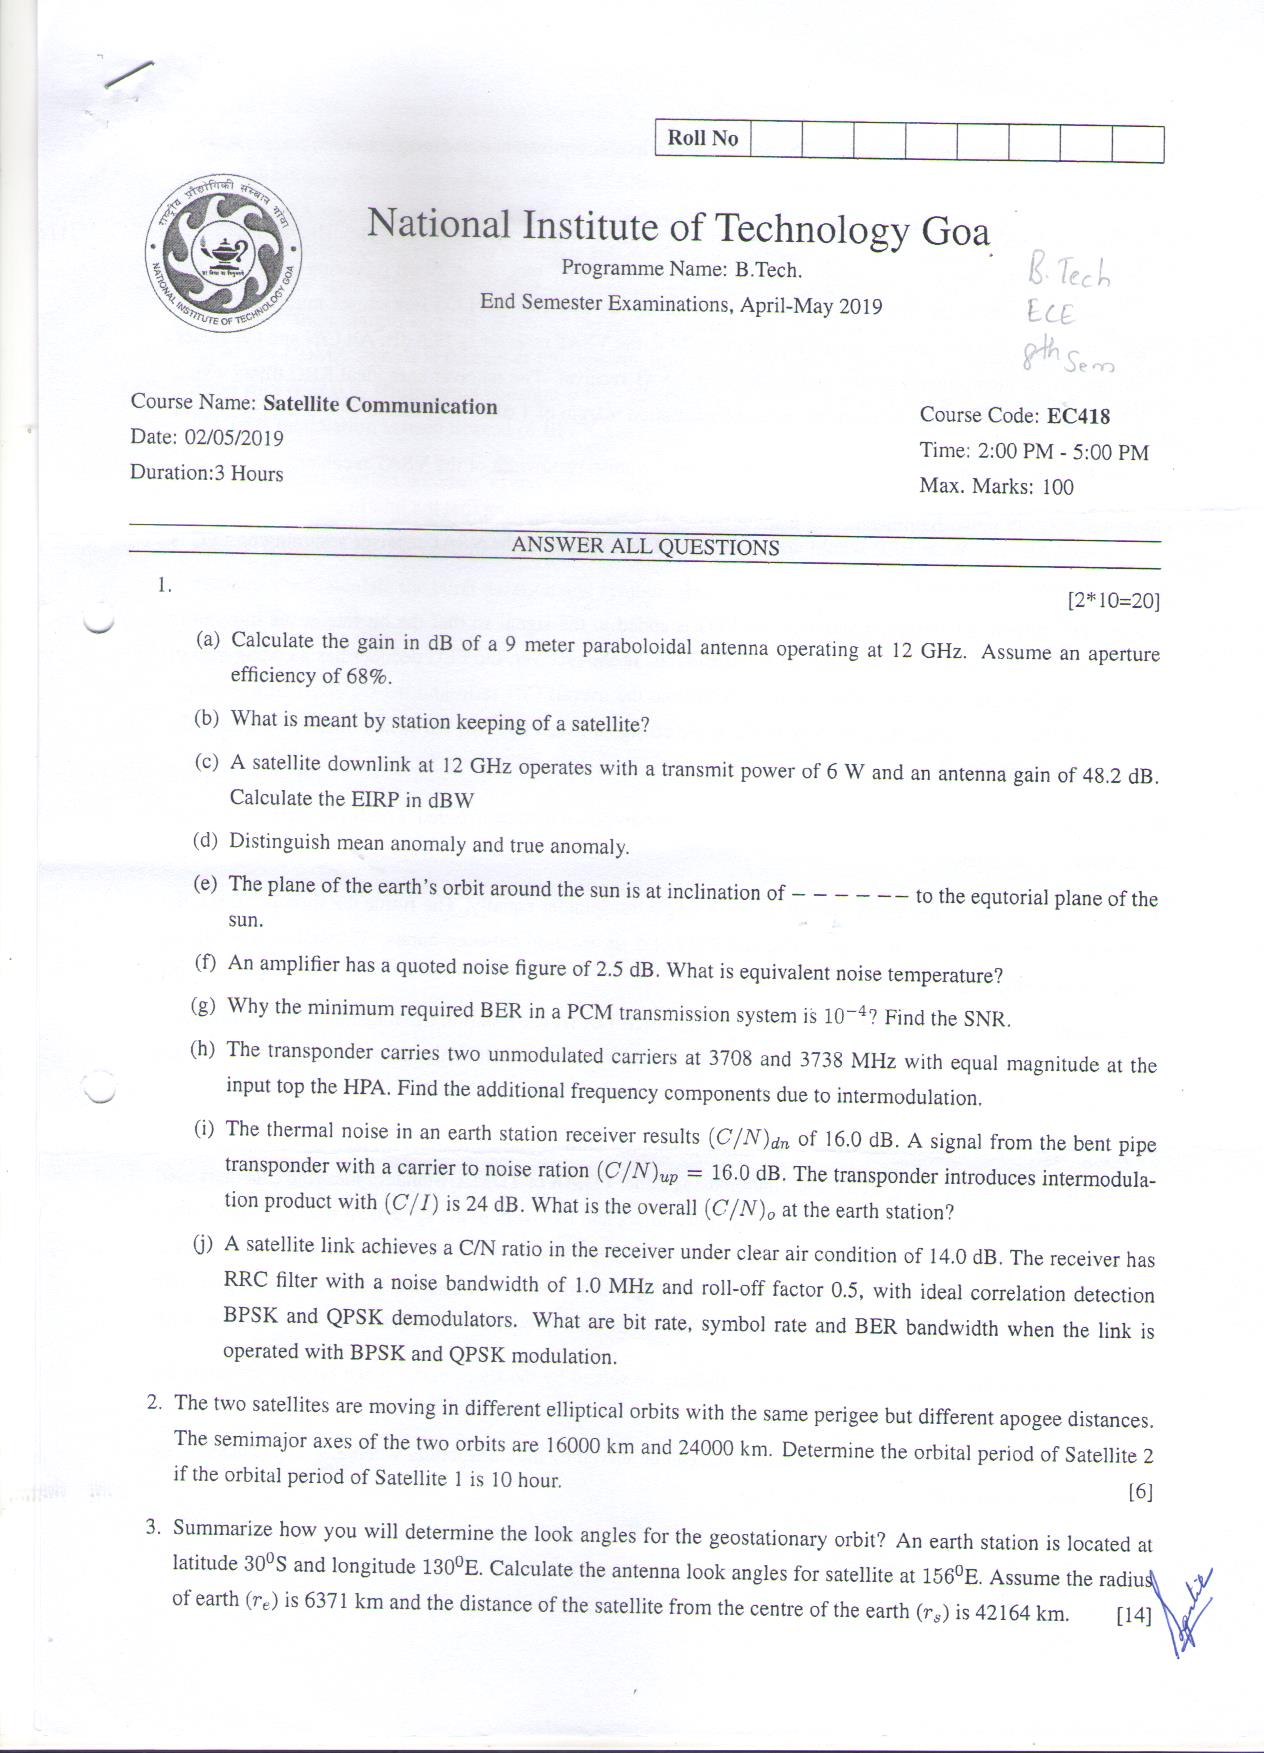 Roll No
राष्ट्रीय प्रौद्योगिकी संस्थान गोवा
NATIONAL INSTITUTE OF TECHNOLOGY GOA
National Institute of Technology Goa
Programme Name: B.Tech.
End Semester Examinations, April-May 2019
B.Tech
ECE
8th Sem
Course Name: Satellite Communication
Course Code: EC418
Date: 02/05/2019
Time: 2:00 PM - 5:00 PM
Duration:3 Hours
Max. Marks: 100
ANSWER ALL QUESTIONS
1.
[2*10=20]
(a) Calculate the gain in dB of a 9 meter paraboloidal antenna operating at 12 GHz. Assume an aperture
efficiency of 68%.
(b) What is meant by station keeping of a satellite?
(c) A satellite downlink at 12 GHz operates with a transmit power of 6 W and an antenna gain of 48.2 dB.
Calculate the EIRP in dBW
(d) Distinguish mean anomaly and true anomaly.
(e) The plane of the earth's orbit around the sun is at inclination of − − − − − −− to the equtorial plane of the
sun.
(f) An amplifier has a quoted noise figure of 2.5 dB. What is equivalent noise temperature?
(g) Why the minimum required BER in a PCM transmission system is 10⁻⁴? Find the SNR.
(h) The transponder carries two unmodulated carriers at 3708 and 3738 MHz with equal magnitude at the
input top the HPA. Find the additional frequency components due to intermodulation.
(i) The thermal noise in an earth station receiver results (C/N)dn of 16.0 dB. A signal from the bent pipe
transponder with a carrier to noise ration (C/N)up = 16.0 dB. The transponder introduces intermodula-
tion product with (C/I) is 24 dB. What is the overall (C/N)o at the earth station?
(j) A satellite link achieves a C/N ratio in the receiver under clear air condition of 14.0 dB. The receiver has
RRC filter with a noise bandwidth of 1.0 MHz and roll-off factor 0.5, with ideal correlation detection
BPSK and QPSK demodulators. What are bit rate, symbol rate and BER bandwidth when the link is
operated with BPSK and QPSK modulation.
2. The two satellites are moving in different elliptical orbits with the same perigee but different apogee distances.
The semimajor axes of the two orbits are 16000 km and 24000 km. Determine the orbital period of Satellite 2
if the orbital period of Satellite 1 is 10 hour. [6]
3. Summarize how you will determine the look angles for the geostationary orbit? An earth station is located at
latitude 30⁰S and longitude 130⁰E. Calculate the antenna look angles for satellite at 156⁰E. Assume the radius
of earth (rₑ) is 6371 km and the distance of the satellite from the centre of the earth (rₛ) is 42164 km. [14]